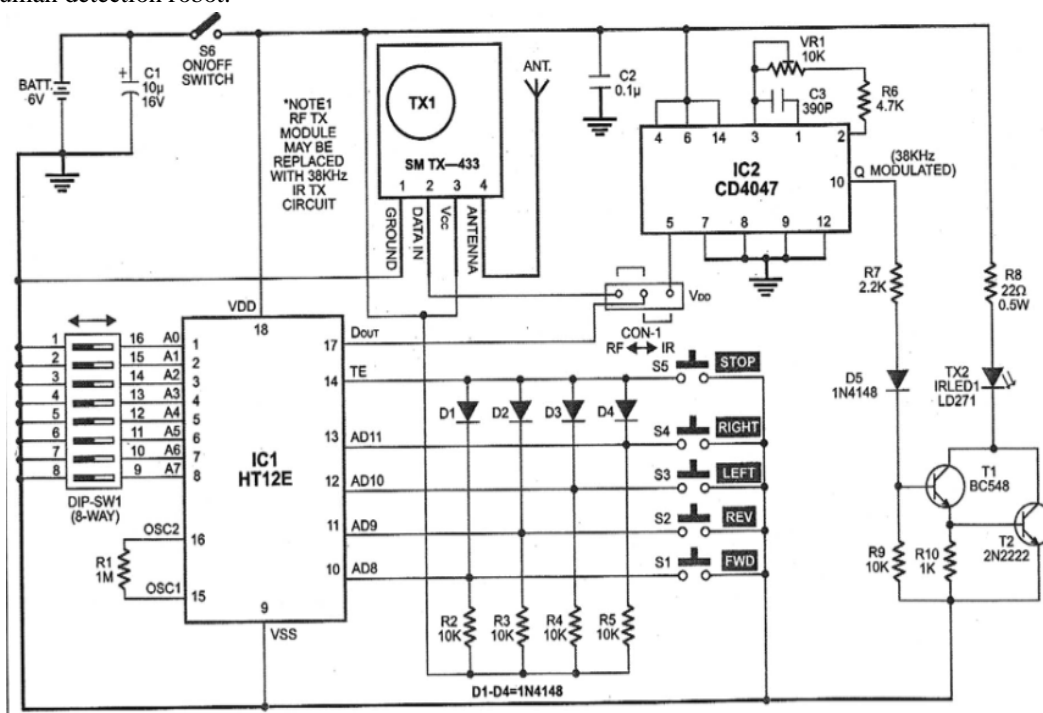 human detection robot.
BATT.
6V
C1
10µ
16V
S6
ON/OFF
SWITCH
*NOTE1
RF TX
MODULE
MAY BE
REPLACED
WITH 38KHz
IR TX
CIRCUIT
TX1
SM TX—433
1 2 3 4
GROUND
DATA IN
Vcc
ANTENNA
ANT.
C2
0.1µ
VR1
10K
C3
390P
R6
4.7K
4 6 14 3 1 2
IC2
CD4047
10
Q (38KHz
MODULATED)
5 7 8 9 12
VDD
CON-1
RF IR
R7
2.2K
R8
22Ω
0.5W
D5
1N4148
TX2
IRLED1
LD271
T1
BC548
T2
2N2222
R9
10K
R10
1K
VDD
18
1 16 A0 1
2 15 A1 2
3 14 A2 3
4 13 A3 4
5 12 A4 5
6 11 A5 6
7 10 A6 7
8 9 A7 8
DIP-SW1
(8-WAY)
IC1
HT12E
OSC2
16
R1
1M
OSC1
15
9
VSS
17 DOUT
14 TE
13 AD11
12 AD10
11 AD9
10 AD8
D1 D2 D3 D4
S5 STOP
S4 RIGHT
S3 LEFT
S2 REV
S1 FWD
R2
10K
R3
10K
R4
10K
R5
10K
D1-D4=1N4148